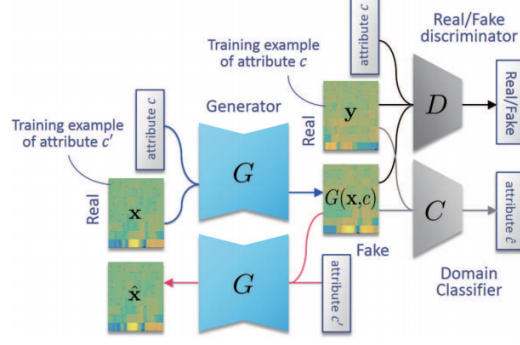 Real/Fake
discriminator
Training example
of attribute c
attribute c
Generator
Training example
of attribute c'
attribute c
Real
y
D
Real/Fake
Real
x
G
G(x,c)
C
attribute ĉ
Fake
x̂
G
attribute c'
Domain
Classifier